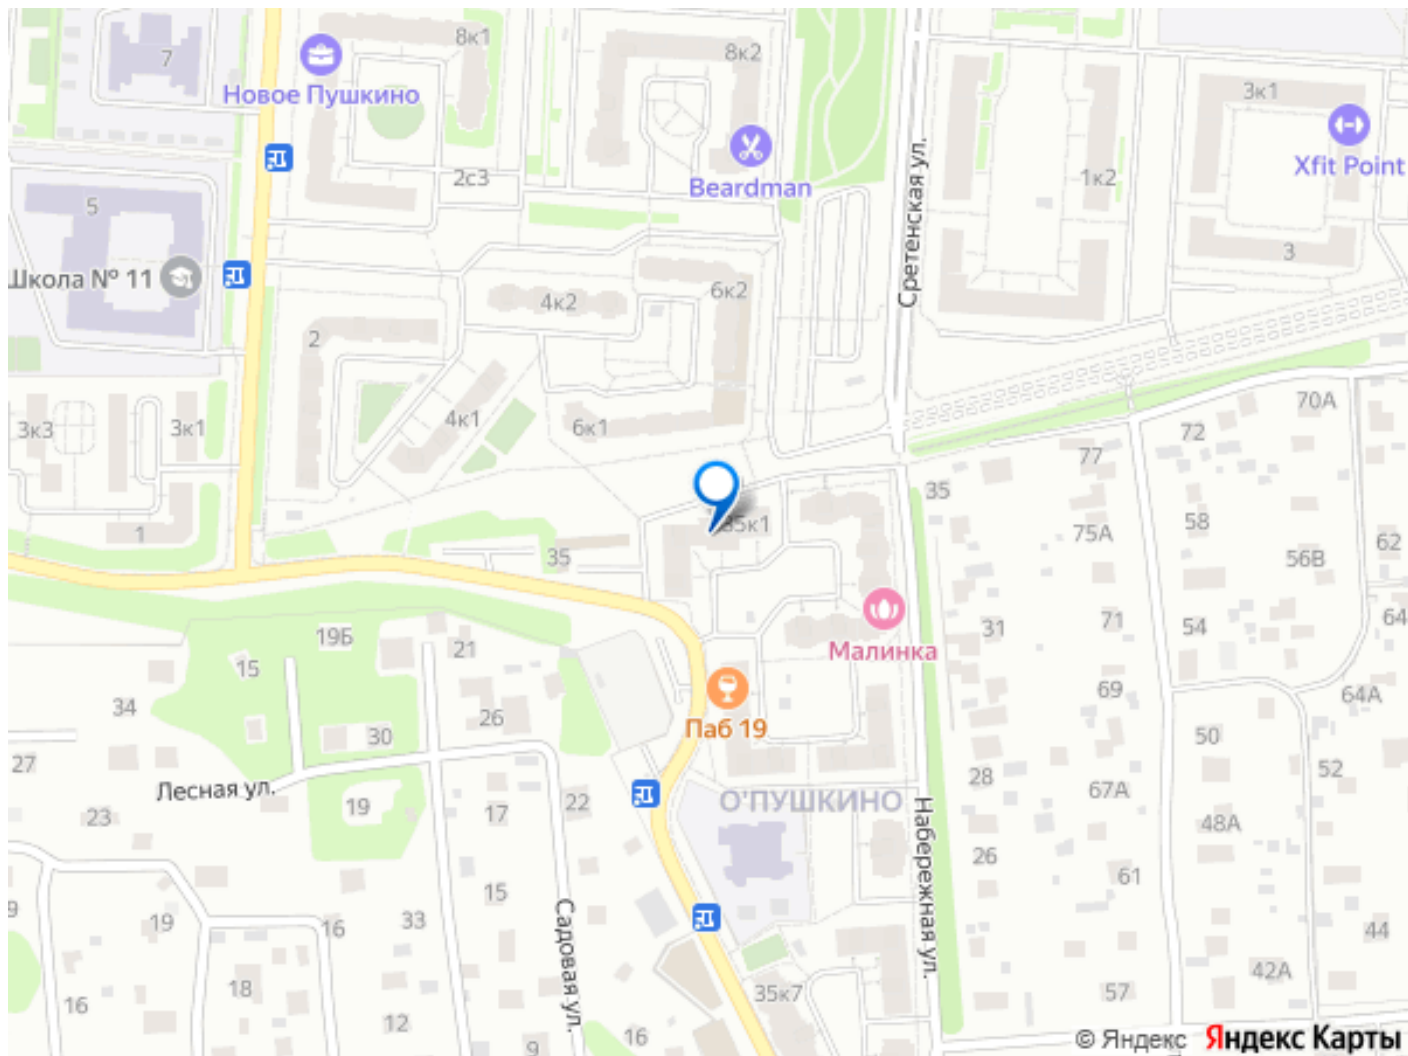 8к1
8к2
7
Новое Пушкино
3к1
Xfit Point
Beardman
Сретенская ул.
2с3
1к2
5
Школа № 11
3
4к2
6к2
2
4к1
6к1
3к3
3к1
70А
72
77
35
35к1
58
75А
1
35
62
56В
19Б
21
31
71
54
64
Малинка
15
69
64А
34
26
Паб 19
30
50
27
52
28
Лесная ул.
67А
О'ПУШКИНО
22
19
17
23
48А
Набережная ул.
26
61
15
9
19
33
16
Садовая ул.
44
42А
18
16
35к7
57
12
16
9
© Яндекс Яндекс Карты